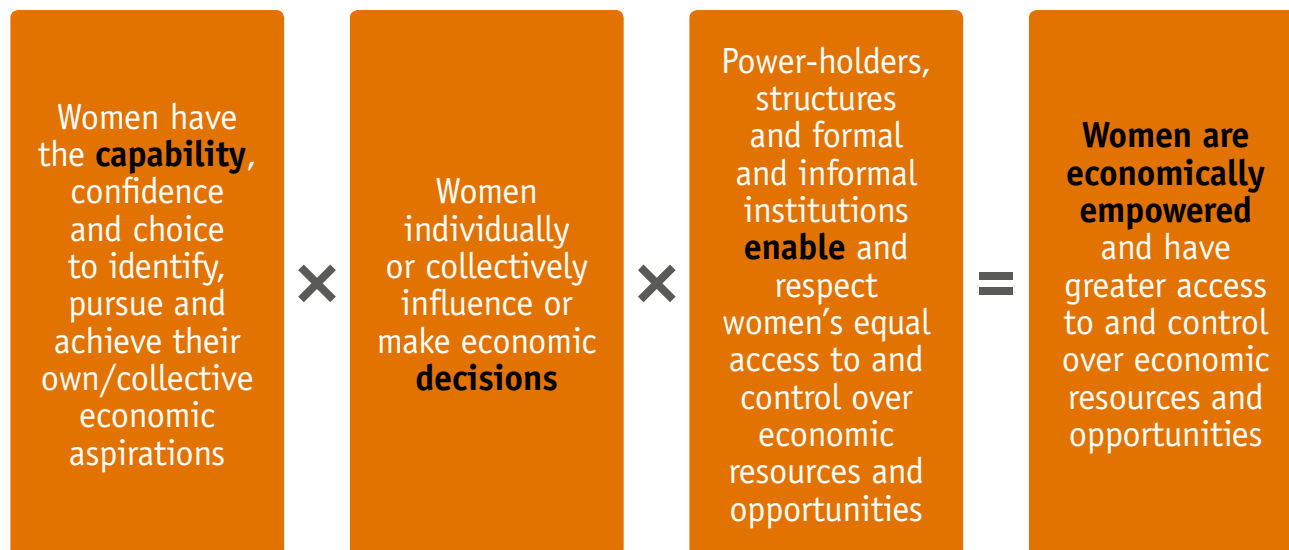 Women have
the capability,
confidence
and choice
to identify,
pursue and
achieve their
own/collective
economic
aspirations
×
Women
individually
or collectively
influence or
make economic
decisions
×
Power-holders,
structures
and formal
and informal
institutions
enable and
respect
women’s equal
access to and
control over
economic
resources and
opportunities
=
Women are
economically
empowered
and have
greater access
to and control
over economic
resources and
opportunities